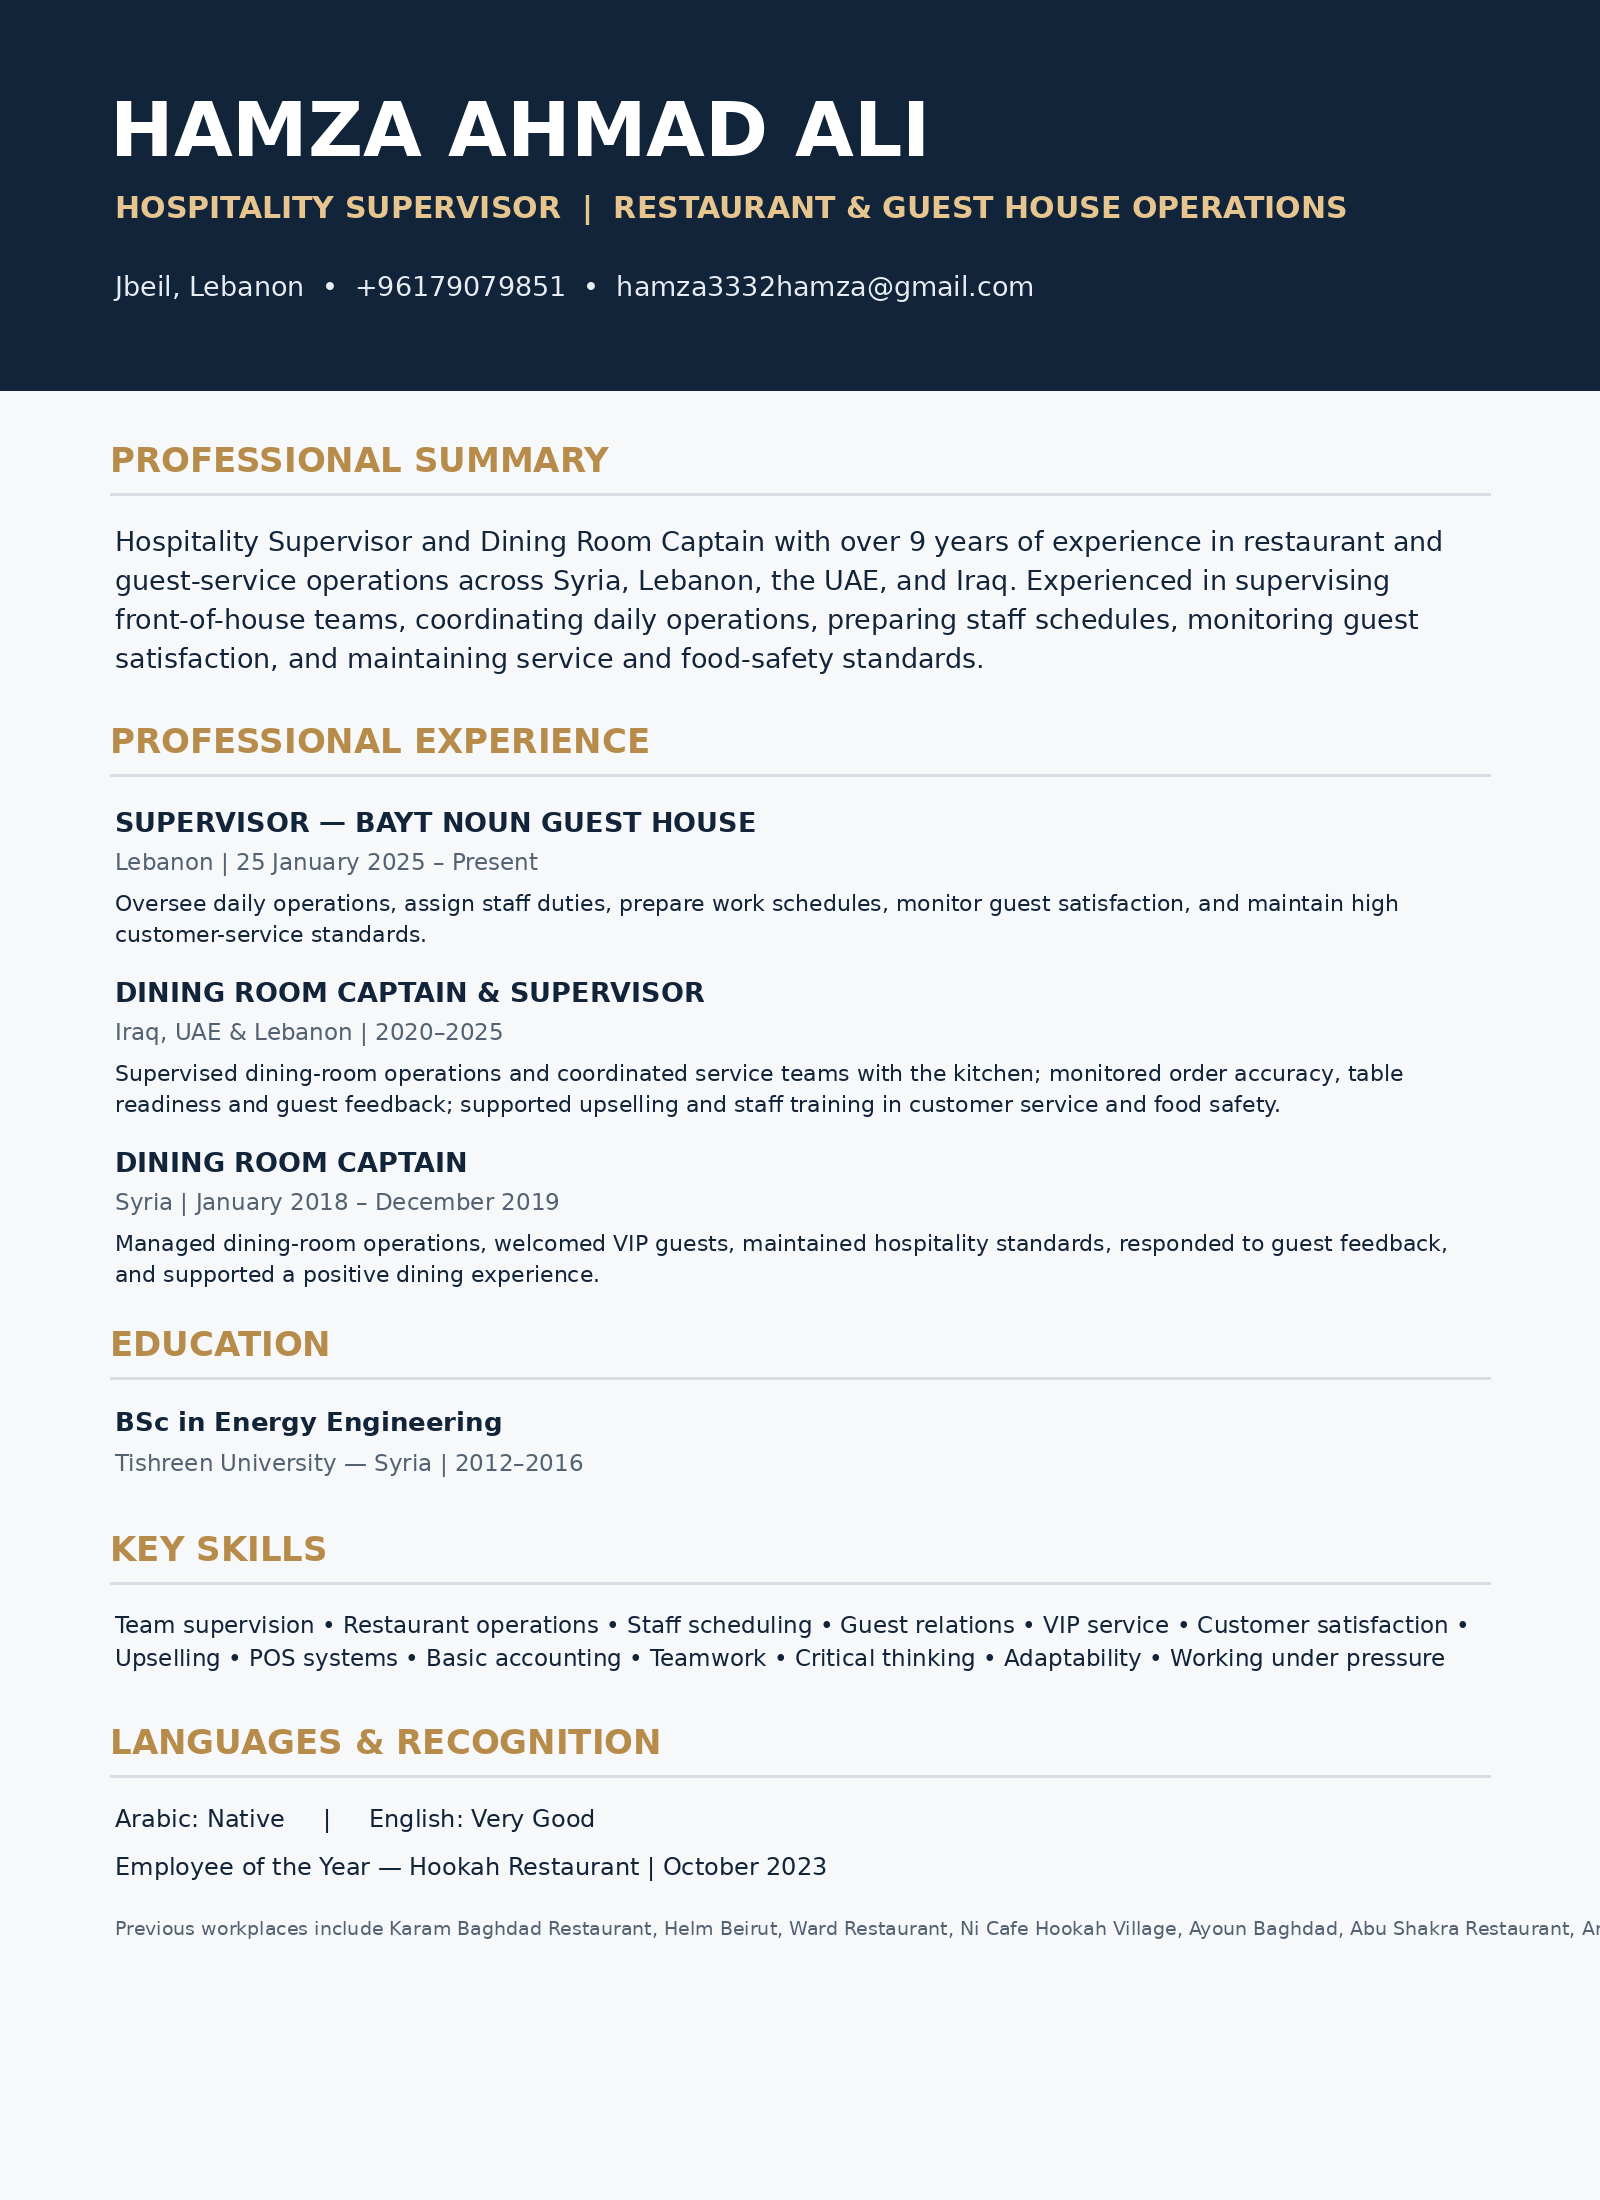 HAMZA AHMAD ALI
HOSPITALITY SUPERVISOR | RESTAURANT & GUEST HOUSE OPERATIONS
Jbeil, Lebanon • +96179079851 • hamza3332hamza@gmail.com
PROFESSIONAL SUMMARY
Hospitality Supervisor and Dining Room Captain with over 9 years of experience in restaurant and
guest-service operations across Syria, Lebanon, the UAE, and Iraq. Experienced in supervising
front-of-house teams, coordinating daily operations, preparing staff schedules, monitoring guest
satisfaction, and maintaining service and food-safety standards.
PROFESSIONAL EXPERIENCE
SUPERVISOR — BAYT NOUN GUEST HOUSE
Lebanon | 25 January 2025 – Present
Oversee daily operations, assign staff duties, prepare work schedules, monitor guest satisfaction, and maintain high
customer-service standards.
DINING ROOM CAPTAIN & SUPERVISOR
Iraq, UAE & Lebanon | 2020–2025
Supervised dining-room operations and coordinated service teams with the kitchen; monitored order accuracy, table
readiness and guest feedback; supported upselling and staff training in customer service and food safety.
DINING ROOM CAPTAIN
Syria | January 2018 – December 2019
Managed dining-room operations, welcomed VIP guests, maintained hospitality standards, responded to guest feedback,
and supported a positive dining experience.
EDUCATION
BSc in Energy Engineering
Tishreen University — Syria | 2012–2016
KEY SKILLS
Team supervision • Restaurant operations • Staff scheduling • Guest relations • VIP service • Customer satisfaction •
Upselling • POS systems • Basic accounting • Teamwork • Critical thinking • Adaptability • Working under pressure
LANGUAGES & RECOGNITION
Arabic: Native | English: Very Good
Employee of the Year — Hookah Restaurant | October 2023
Previous workplaces include Karam Baghdad Restaurant, Helm Beirut, Ward Restaurant, Ni Cafe Hookah Village, Ayoun Baghdad, Abu Shakra Restaurant,